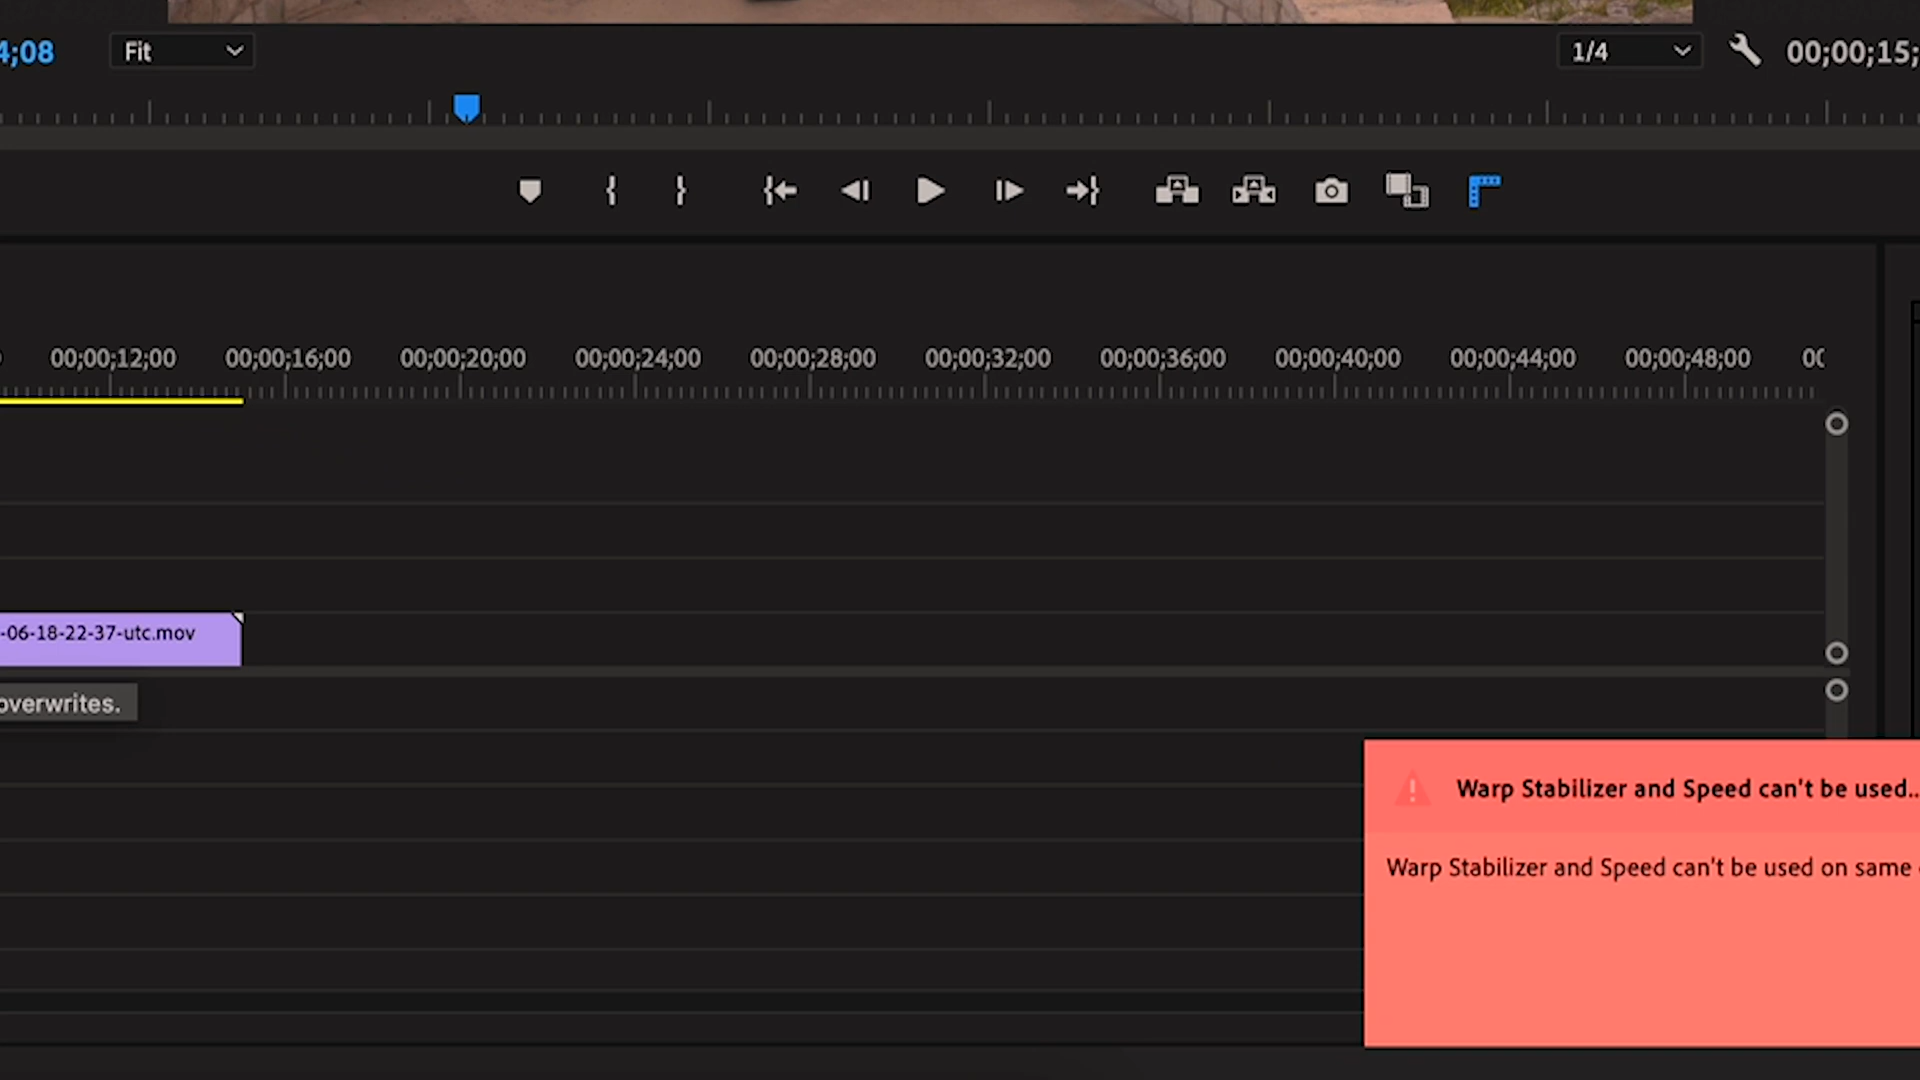 4;08 Fit 1/4 00;00;15;
00;00;12;00 00;00;16;00 00;00;20;00 00;00;24;00 00;00;28;00 00;00;32;00 00;00;36;00 00;00;40;00 00;00;44;00 00;00;48;00 00
-06-18-22-37-utc.mov
overwrites.
Warp Stabilizer and Speed can't be used...
Warp Stabilizer and Speed can't be used on same